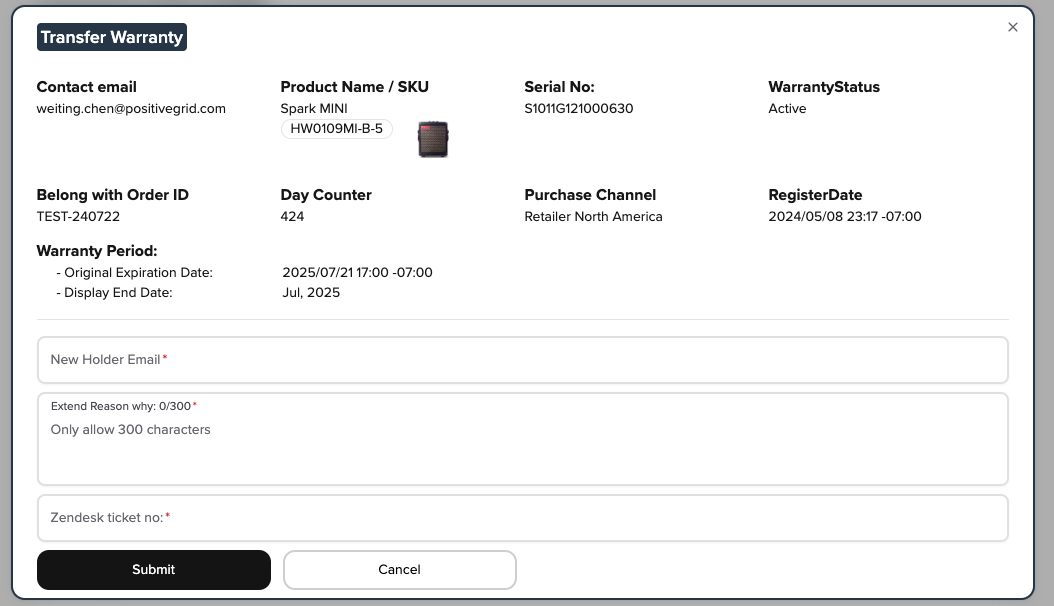 Transfer Warranty
Contact email
weiting.chen@positivegrid.com
Product Name / SKU
Spark MINI
HW0109MI-B-5
Serial No:
S1011G121000630
WarrantyStatus
Active
Belong with Order ID
TEST-240722
Day Counter
424
Purchase Channel
Retailer North America
RegisterDate
2024/05/08 23:17 -07:00
Warranty Period:
- Original Expiration Date: 2025/07/21 17:00 -07:00
- Display End Date: Jul, 2025
New Holder Email*
Extend Reason why: 0/300*
Only allow 300 characters
Zendesk ticket no:*
Submit
Cancel